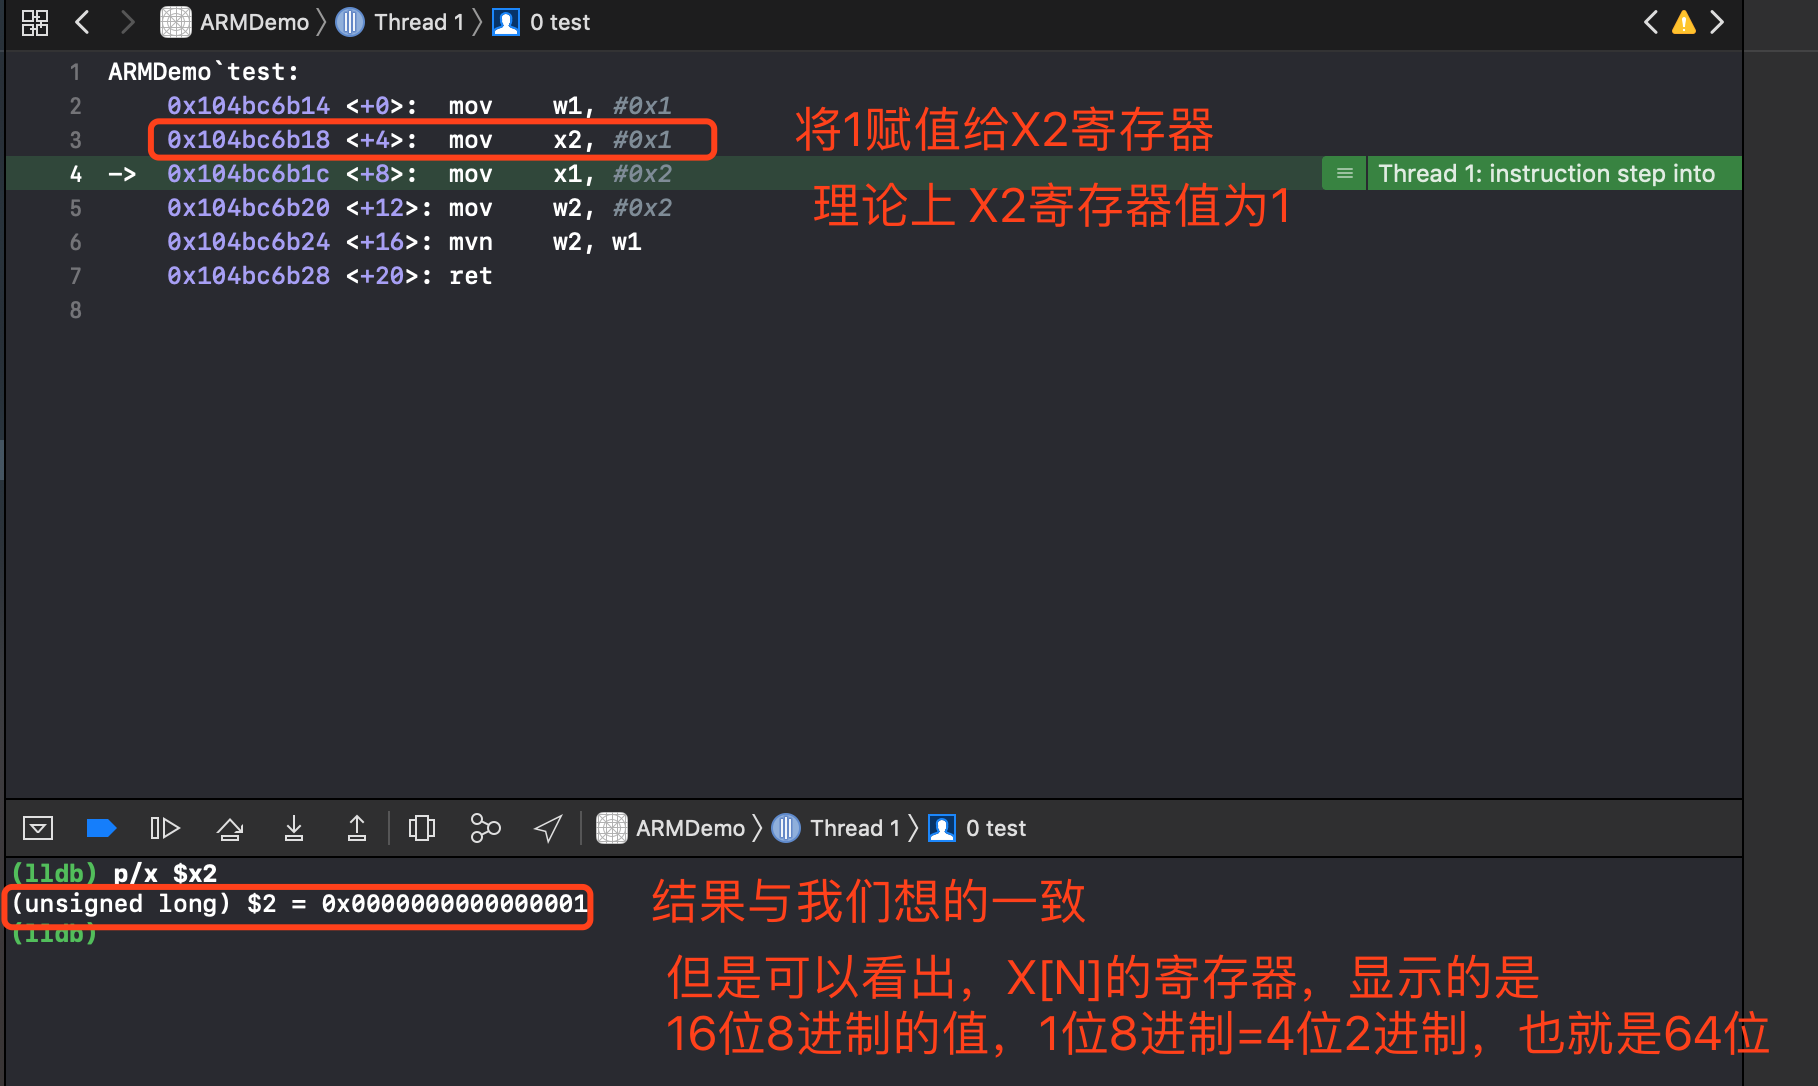 ARMDemo 〉 Thread 1 〉 0 test
1 ARMDemo`test:
2 0x104bc6b14 <+0>: mov w1, #0x1
将1赋值给X2寄存器
3 0x104bc6b18 <+4>: mov x2, #0x1
4 -> 0x104bc6b1c <+8>: mov x1, #0x2 Thread 1: instruction step into
理论上 X2寄存器值为1
5 0x104bc6b20 <+12>: mov w2, #0x2
6 0x104bc6b24 <+16>: mvn w2, w1
7 0x104bc6b28 <+20>: ret
8
ARMDemo 〉 Thread 1 〉 0 test
(lldb) p/x $x2
(unsigned long) $2 = 0x0000000000000001
结果与我们想的一致
(lldb)
但是可以看出，X[N]的寄存器，显示的是
16位8进制的值，1位8进制=4位2进制，也就是64位